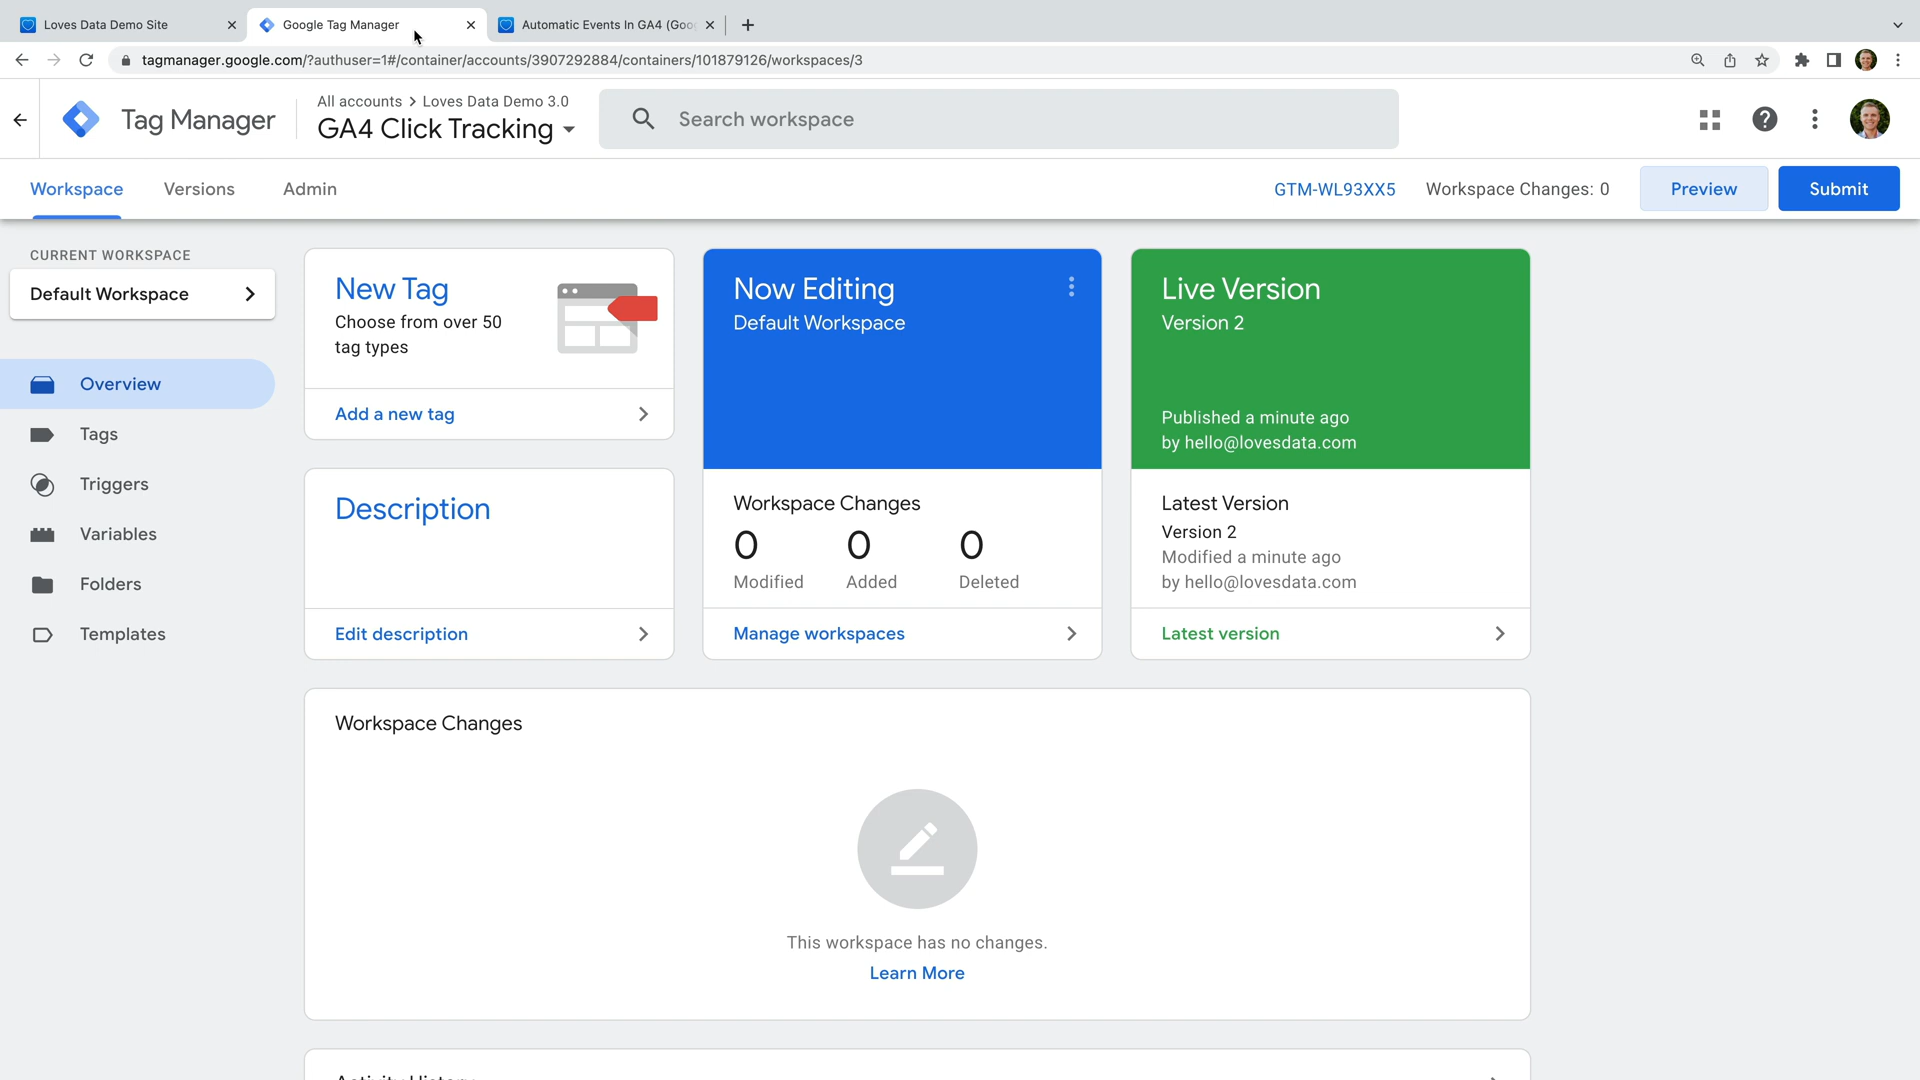 Loves Data Demo Site
Google Tag Manager
Automatic Events In GA4 (Goo
tagmanager.google.com/?authuser=1#/container/accounts/3907292884/containers/101879126/workspaces/3
Tag Manager
All accounts > Loves Data Demo 3.0
GA4 Click Tracking
Search workspace
Workspace
Versions
Admin
GTM-WL93XX5
Workspace Changes: 0
Preview
Submit
CURRENT WORKSPACE
Default Workspace
Overview
Tags
Triggers
Variables
Folders
Templates
New Tag
Choose from over 50
tag types
Add a new tag
Description
Edit description
Now Editing
Default Workspace
Workspace Changes
0 0 0
Modified Added Deleted
Manage workspaces
Live Version
Version 2
Published a minute ago
by hello@lovesdata.com
Latest Version
Version 2
Modified a minute ago
by hello@lovesdata.com
Latest version
Workspace Changes
This workspace has no changes.
Learn More
Activity History